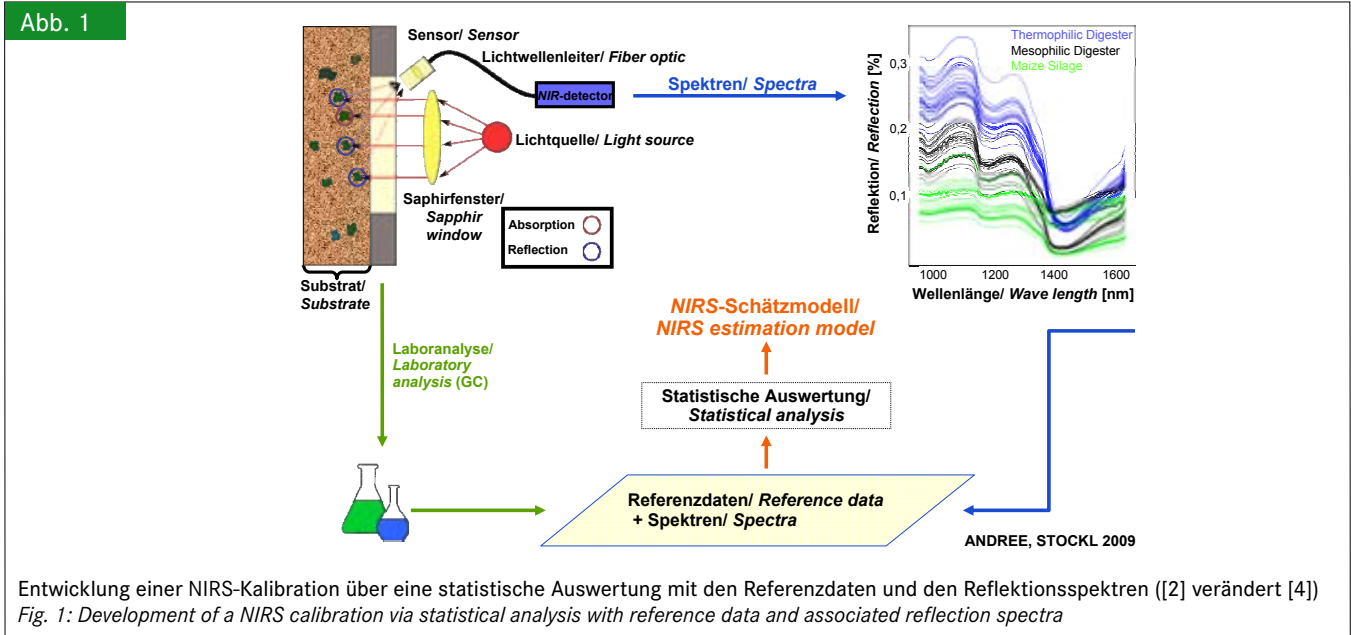 Abb. 1
Sensor/ Sensor
Lichtwellenleiter/ Fiber optic
NIR-detector
Spektren/ Spectra
Lichtquelle/ Light source
Saphirfenster/
Sapphir
window
Absorption
Reflection
Substrat/
Substrate
Thermophilic Digester
Mesophilic Digester
Maize Silage
Reflektion/ Reflection [%]
0,3
0,2
0,1
1000 1200 1400 1600
Wellenlänge/ Wave length [nm]
NIRS-Schätzmodell/
NIRS estimation model
Laboranalyse/
Laboratory
analysis (GC)
Statistische Auswertung/
Statistical analysis
Referenzdaten/ Reference data
+ Spektren/ Spectra
ANDREE, STOCKL 2009
Entwicklung einer NIRS-Kalibration über eine statistische Auswertung mit den Referenzdaten und den Reflektionsspektren ([2] verändert [4])
Fig. 1: Development of a NIRS calibration via statistical analysis with reference data and associated reflection spectra